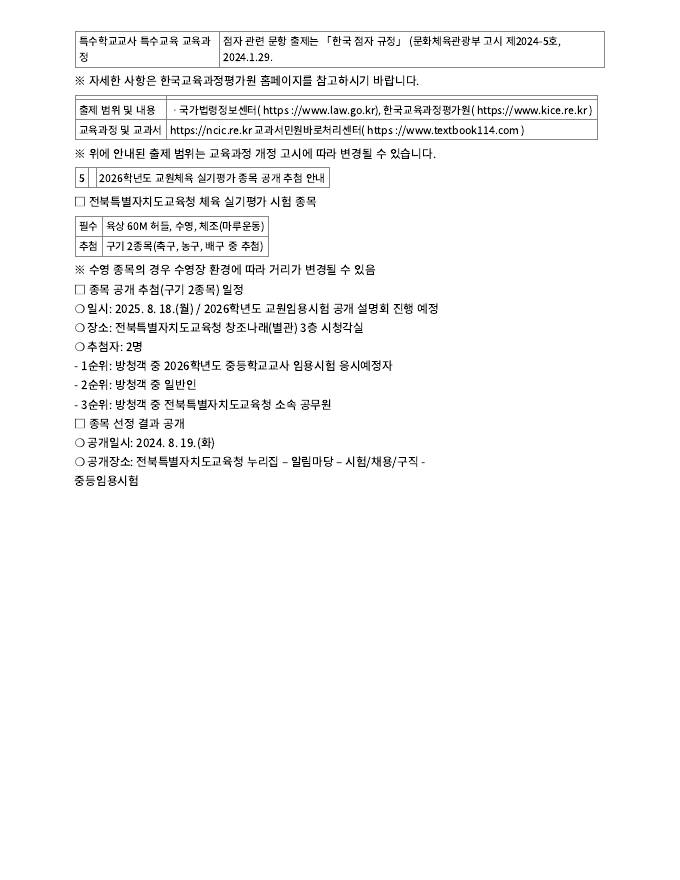 특수학교교사 특수교육 교육과
정
점자 관련 문항 출제는 「한국 점자 규정」 (문화체육관광부 고시 제2024-5호,
2024.1.29.
※ 자세한 사항은 한국교육과정평가원 홈페이지를 참고하시기 바랍니다.
출제 범위 및 내용 · 국가법령정보센터( https://www.law.go.kr), 한국교육과정평가원( https://www.kice.re.kr )
교육과정 및 교과서 https://ncic.re.kr 교과서민원바로처리센터( https://www.textbook114.com )
※ 위에 안내된 출제 범위는 교육과정 개정 고시에 따라 변경될 수 있습니다.
5 2026학년도 교원체육 실기평가 종목 공개 추첨 안내
□ 전북특별자치도교육청 체육 실기평가 시험 종목
필수 육상 60M 허들, 수영, 체조(마루운동)
추첨 구기 2종목(축구, 농구, 배구 중 추첨)
※ 수영 종목의 경우 수영장 환경에 따라 거리가 변경될 수 있음
□ 종목 공개 추첨(구기 2종목) 일정
❍ 일시: 2025. 8. 18.(월) / 2026학년도 교원임용시험 공개 설명회 진행 예정
❍ 장소: 전북특별자치도교육청 창조나래(별관) 3층 시청각실
❍ 추첨자: 2명
- 1순위: 방청객 중 2026학년도 중등학교교사 임용시험 응시예정자
- 2순위: 방청객 중 일반인
- 3순위: 방청객 중 전북특별자치도교육청 소속 공무원
□ 종목 선정 결과 공개
❍ 공개일시: 2024. 8. 19.(화)
❍ 공개장소: 전북특별자치도교육청 누리집 – 알림마당 – 시험/채용/구직 -
중등임용시험